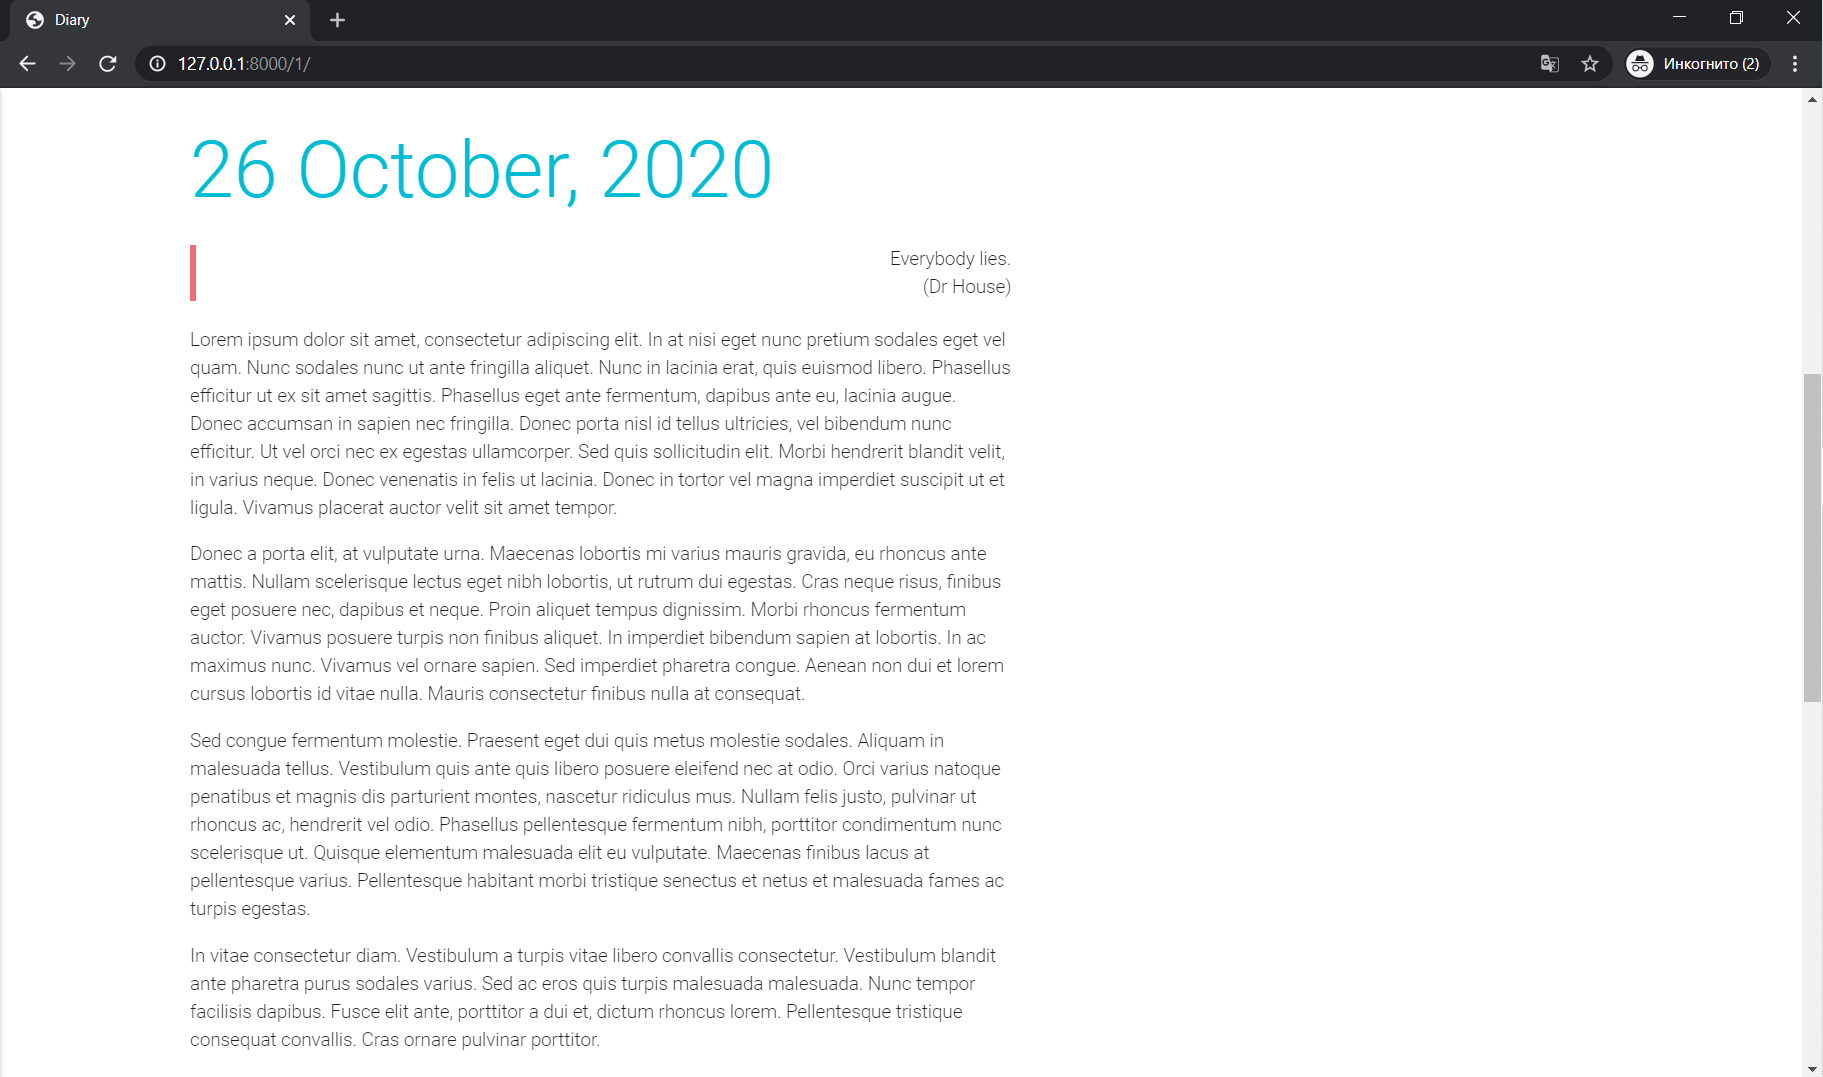 Diary
127.0.0.1:8000/1/
Инкогнито (2)
26 October, 2020
Everybody lies.
(Dr House)
Lorem ipsum dolor sit amet, consectetur adipiscing elit. In at nisi eget nunc pretium sodales eget vel
quam. Nunc sodales nunc ut ante fringilla aliquet. Nunc in lacinia erat, quis euismod libero. Phasellus
efficitur ut ex sit amet sagittis. Phasellus eget ante fermentum, dapibus ante eu, lacinia augue.
Donec accumsan in sapien nec fringilla. Donec porta nisl id tellus ultricies, vel bibendum nunc
efficitur. Ut vel orci nec ex egestas ullamcorper. Sed quis sollicitudin elit. Morbi hendrerit blandit velit,
in varius neque. Donec venenatis in felis ut lacinia. Donec in tortor vel magna imperdiet suscipit ut et
ligula. Vivamus placerat auctor velit sit amet tempor.
Donec a porta elit, at vulputate urna. Maecenas lobortis mi varius mauris gravida, eu rhoncus ante
mattis. Nullam scelerisque lectus eget nibh lobortis, ut rutrum dui egestas. Cras neque risus, finibus
eget posuere nec, dapibus et neque. Proin aliquet tempus dignissim. Morbi rhoncus fermentum
auctor. Vivamus posuere turpis non finibus aliquet. In imperdiet bibendum sapien at lobortis. In ac
maximus nunc. Vivamus vel ornare sapien. Sed imperdiet pharetra congue. Aenean non dui et lorem
cursus lobortis id vitae nulla. Mauris consectetur finibus nulla at consequat.
Sed congue fermentum molestie. Praesent eget dui quis metus molestie sodales. Aliquam in
malesuada tellus. Vestibulum quis ante quis libero posuere eleifend nec at odio. Orci varius natoque
penatibus et magnis dis parturient montes, nascetur ridiculus mus. Nullam felis justo, pulvinar ut
rhoncus ac, hendrerit vel odio. Phasellus pellentesque fermentum nibh, porttitor condimentum nunc
scelerisque ut. Quisque elementum malesuada elit eu vulputate. Maecenas finibus lacus at
pellentesque varius. Pellentesque habitant morbi tristique senectus et netus et malesuada fames ac
turpis egestas.
In vitae consectetur diam. Vestibulum a turpis vitae libero convallis consectetur. Vestibulum blandit
ante pharetra purus sodales varius. Sed ac eros quis turpis malesuada malesuada. Nunc tempor
facilisis dapibus. Fusce elit ante, porttitor a dui et, dictum rhoncus lorem. Pellentesque tristique
consequat convallis. Cras ornare pulvinar porttitor.